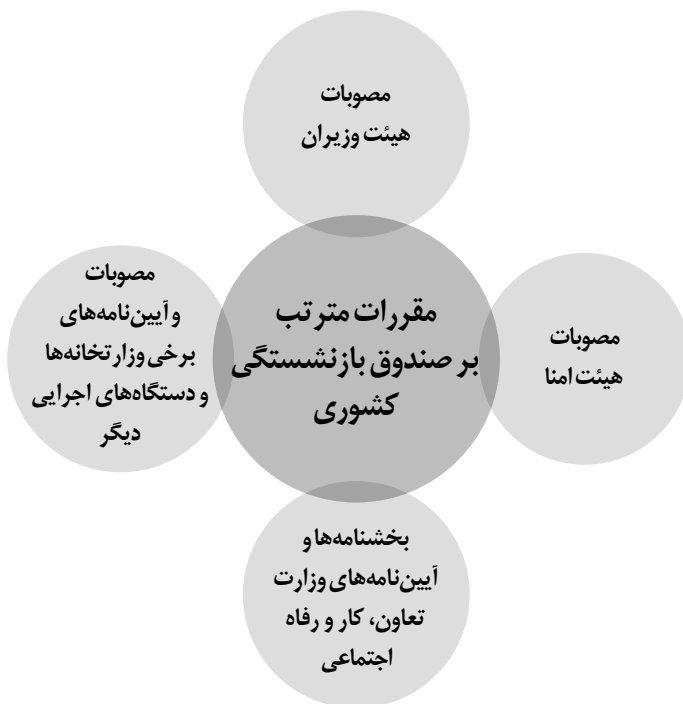 مصوبات
هیئت وزیران
مقررات مترتب
بر صندوق بازنشستگی
کشوری
مصوبات
هیئت امنا
بخشنامه‌ها و
آیین‌نامه‌های وزارت
تعاون، کار و رفاه
اجتماعی
مصوبات
و آیین‌نامه‌های
برخی وزارتخانه‌ها
و دستگاه‌های اجرایی
دیگر